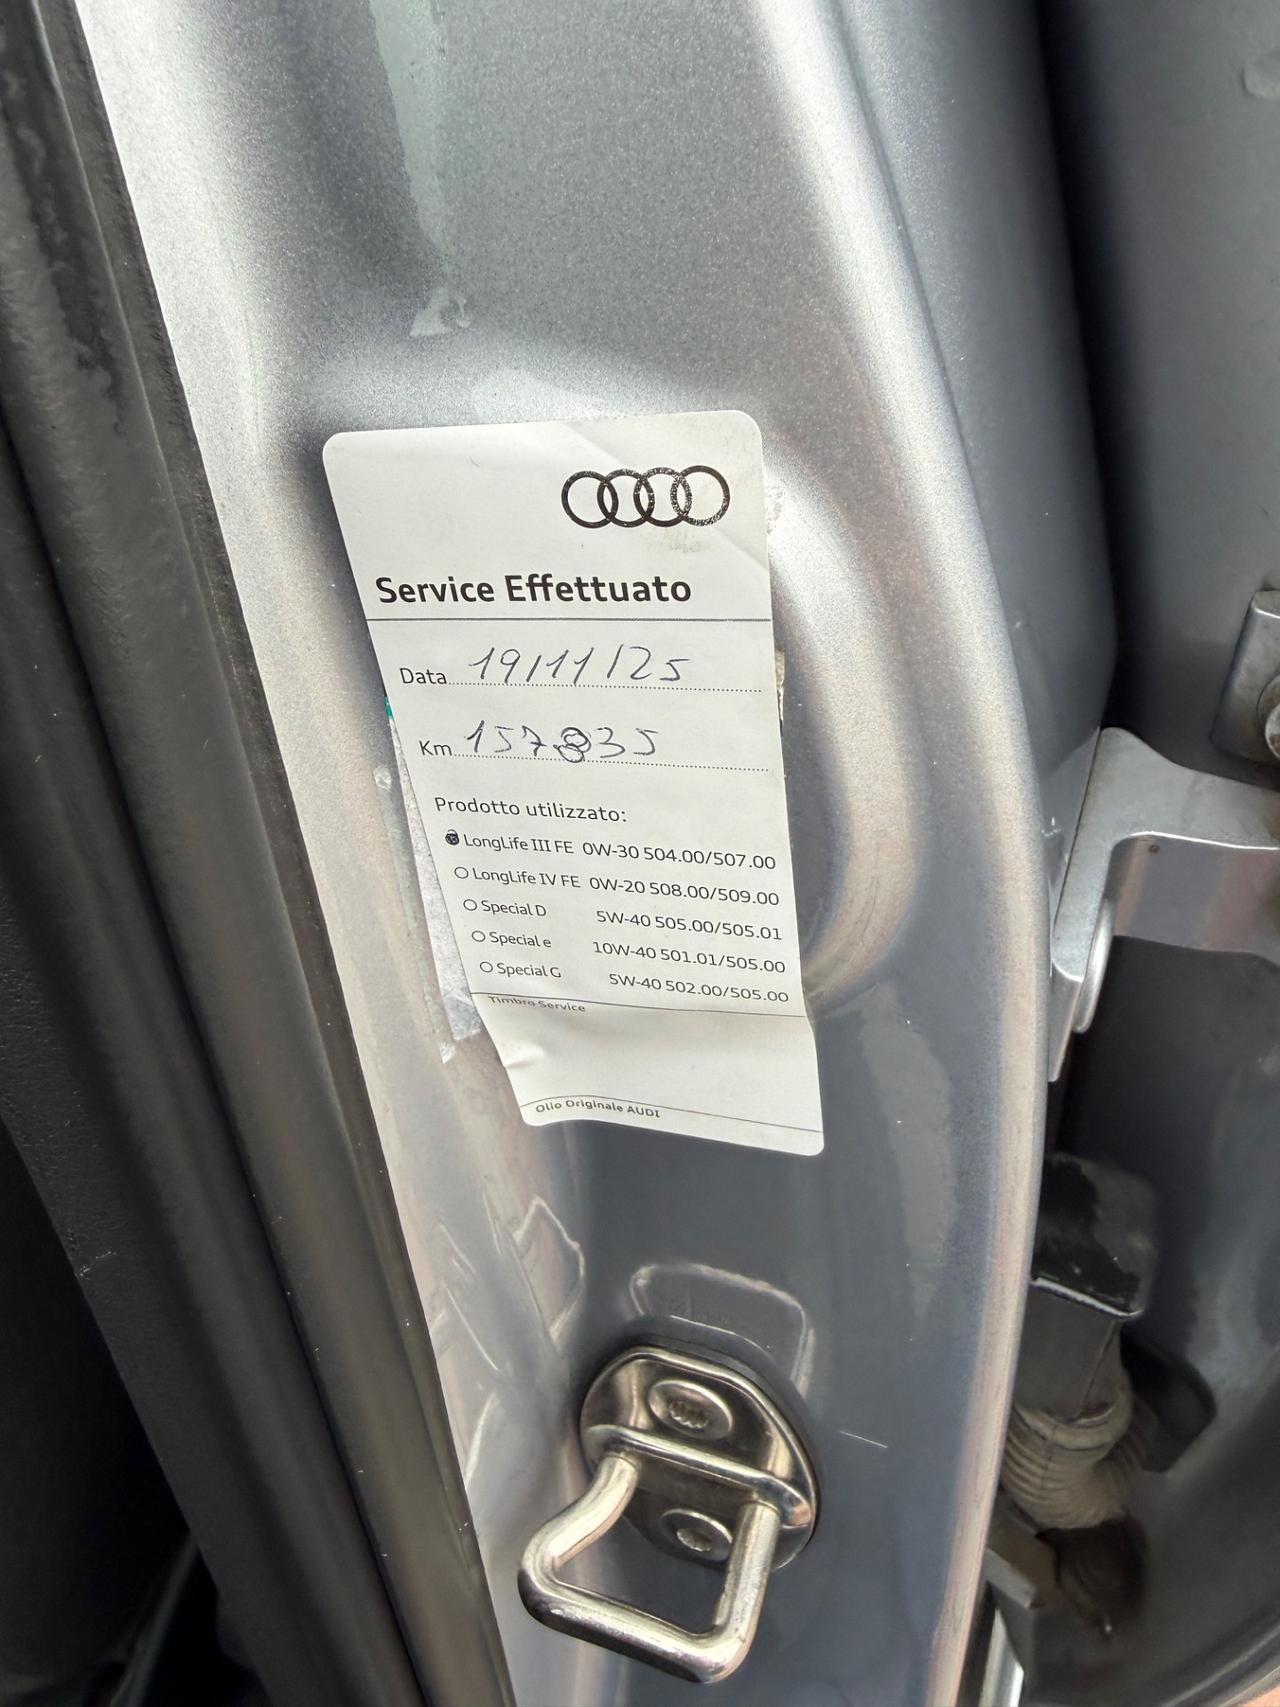 Service Effettuato
Data 19/11/25
Km 157835
Prodotto utilizzato:
LongLife III FE 0W-30 504.00/507.00
LongLife IV FE 0W-20 508.00/509.00
Special D 5W-40 505.00/505.01
Special e 10W-40 501.01/505.00
Special G 5W-40 502.00/505.00
Timbro Service
Olio Originale AUDI